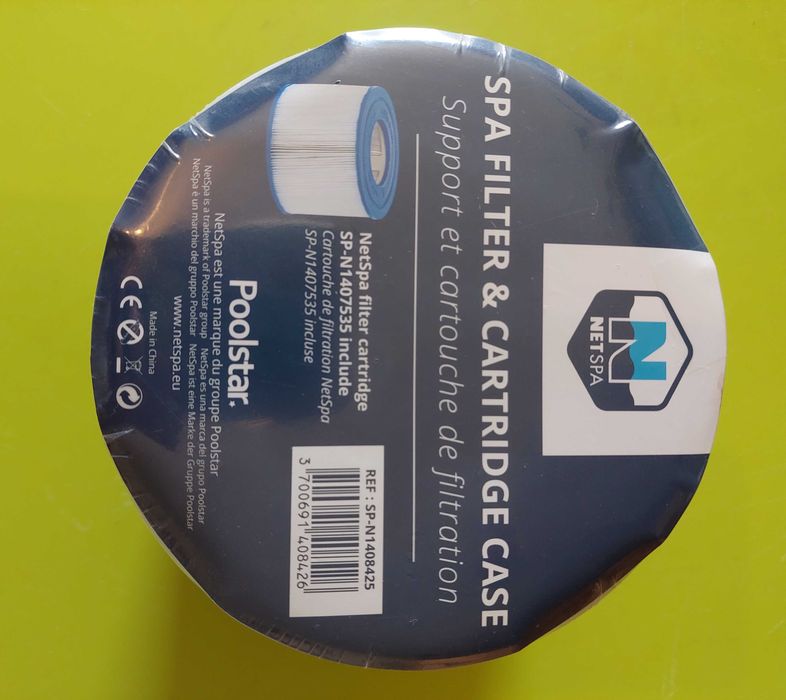 NETSPA
SPA FILTER & CARTRIDGE CASE
Support et cartouche de filtration
NetSpa filter cartridge
SP-N1407535 include
Cartouche de filtration NetSpa
SP-N1407535 incluse
REF : SP-N1408425
3 700691 408426
Poolstar
NetSpa est une marque du groupe Poolstar
NetSpa is a trademark of Poolstar group NetSpa es una marca del grupo Poolstar
NetSpa è un marchio del gruppo Poolstar NetSpa ist eine Marke der Gruppe Poolstar
www.netspa.eu
Made in China
CE